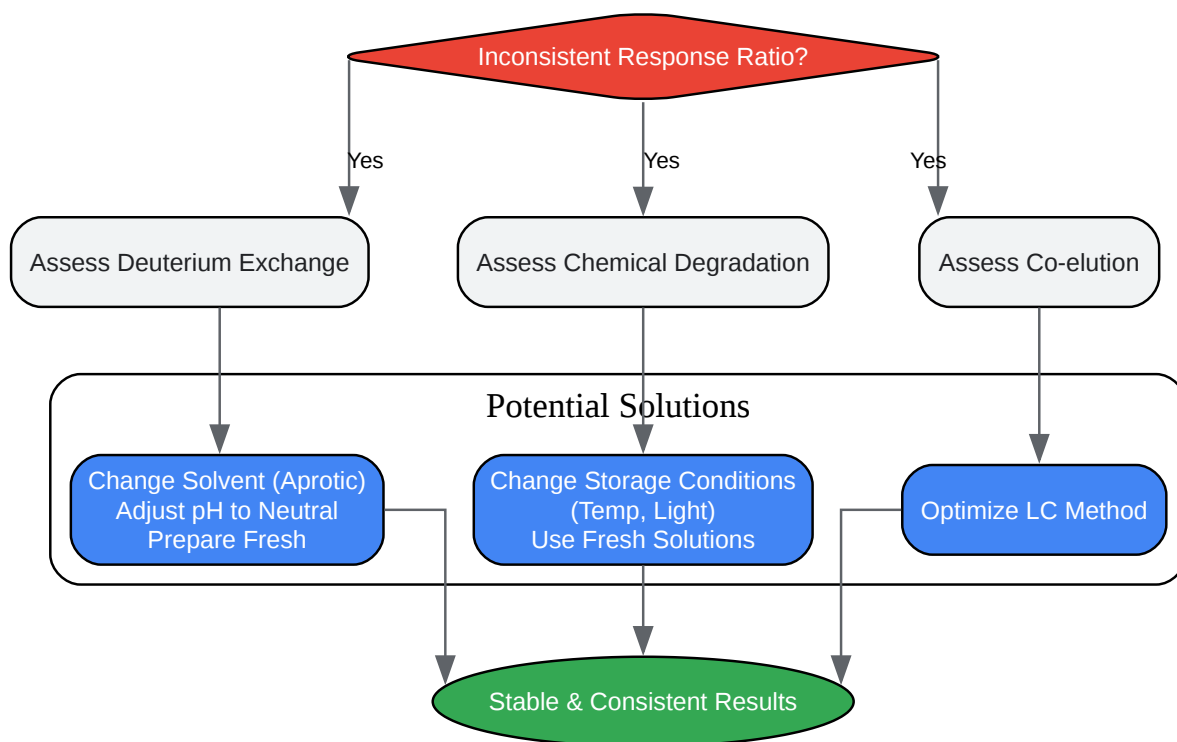 Inconsistent Response Ratio?
Yes
Yes
Yes
Assess Deuterium Exchange
Assess Chemical Degradation
Assess Co-elution
Potential Solutions
Change Solvent (Aprotic)
Adjust pH to Neutral
Prepare Fresh
Change Storage Conditions
(Temp, Light)
Use Fresh Solutions
Optimize LC Method
Stable & Consistent Results